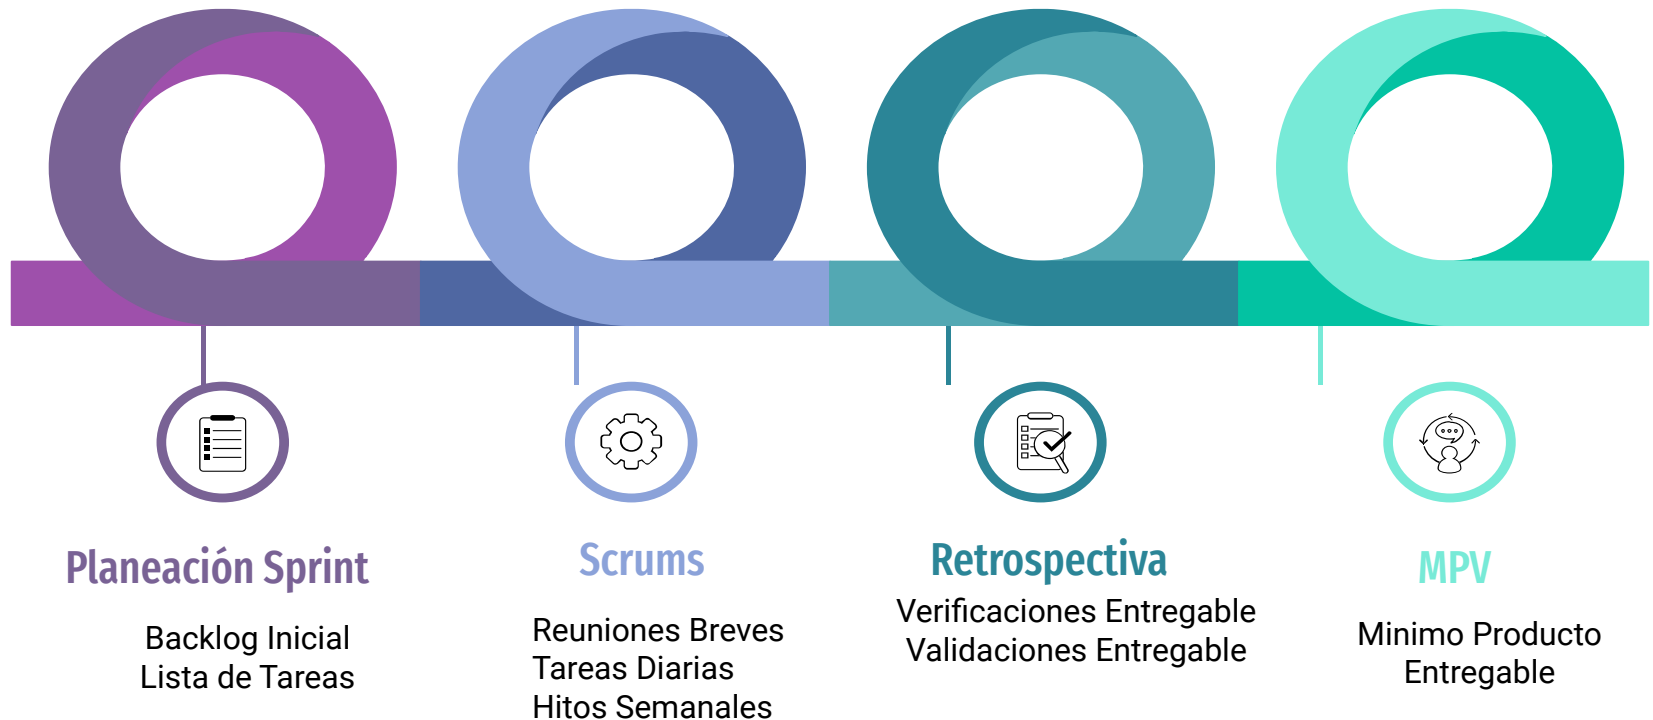 Planeación Sprint
Backlog Inicial
Lista de Tareas
Scrums
Reuniones Breves
Tareas Diarias
Hitos Semanales
Retrospectiva
Verificaciones Entregable
Validaciones Entregable
MPV
Minimo Producto
Entregable